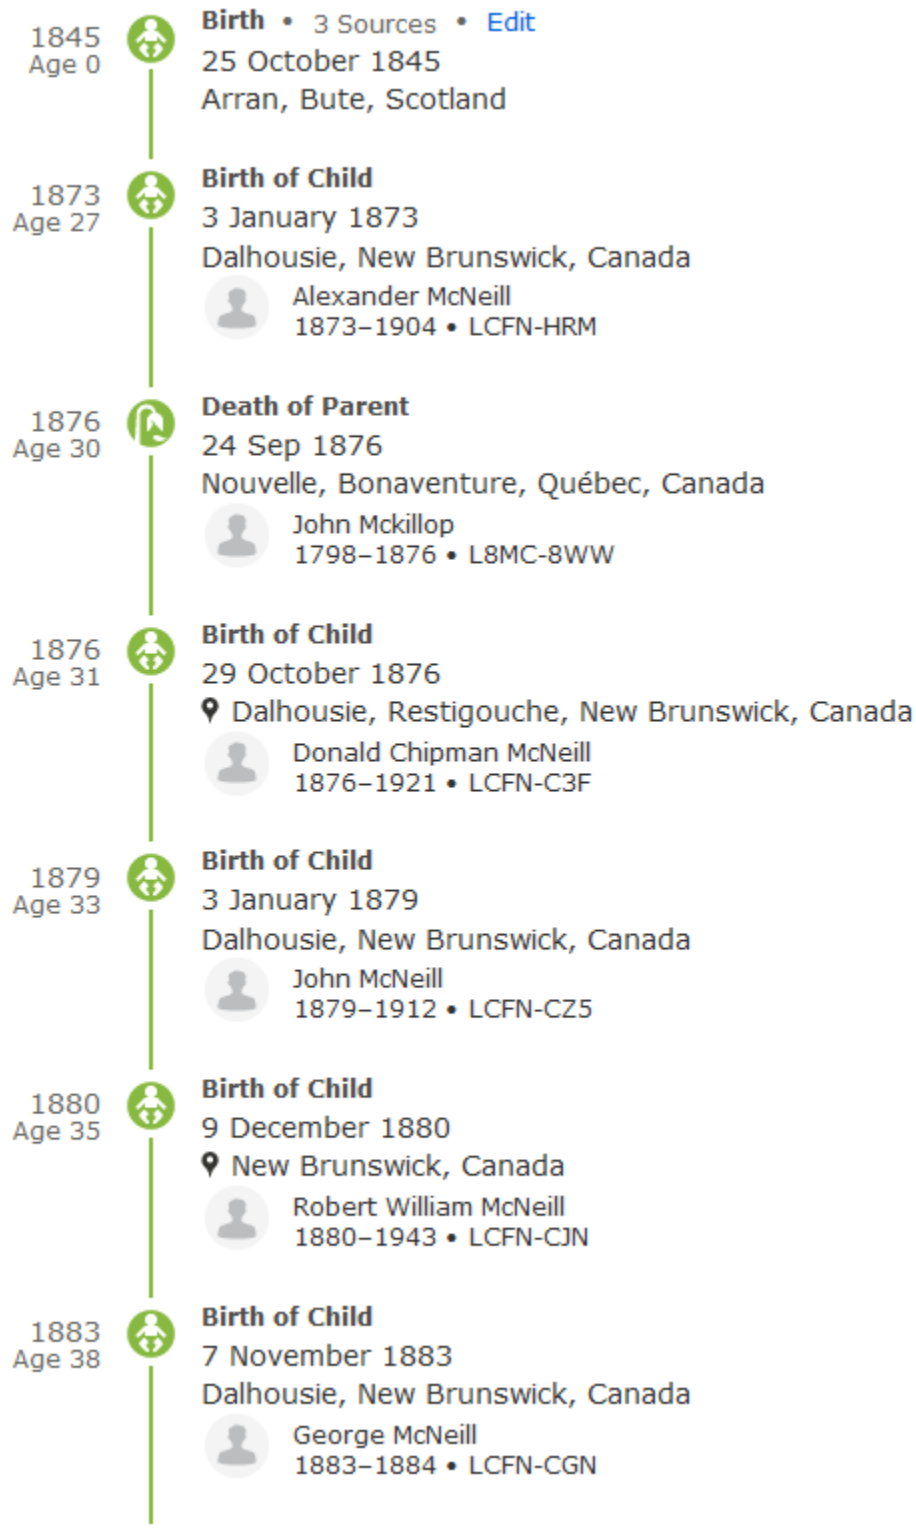 1845
Age 0
Birth • 3 Sources • Edit
25 October 1845
Arran, Bute, Scotland
1873
Age 27
Birth of Child
3 January 1873
Dalhousie, New Brunswick, Canada
Alexander McNeill
1873–1904 • LCFN-HRM
1876
Age 30
Death of Parent
24 Sep 1876
Nouvelle, Bonaventure, Québec, Canada
John Mckillop
1798–1876 • L8MC-8WW
1876
Age 31
Birth of Child
29 October 1876
Dalhousie, Restigouche, New Brunswick, Canada
Donald Chipman McNeill
1876–1921 • LCFN-C3F
1879
Age 33
Birth of Child
3 January 1879
Dalhousie, New Brunswick, Canada
John McNeill
1879–1912 • LCFN-CZ5
1880
Age 35
Birth of Child
9 December 1880
New Brunswick, Canada
Robert William McNeill
1880–1943 • LCFN-CJN
1883
Age 38
Birth of Child
7 November 1883
Dalhousie, New Brunswick, Canada
George McNeill
1883–1884 • LCFN-CGN